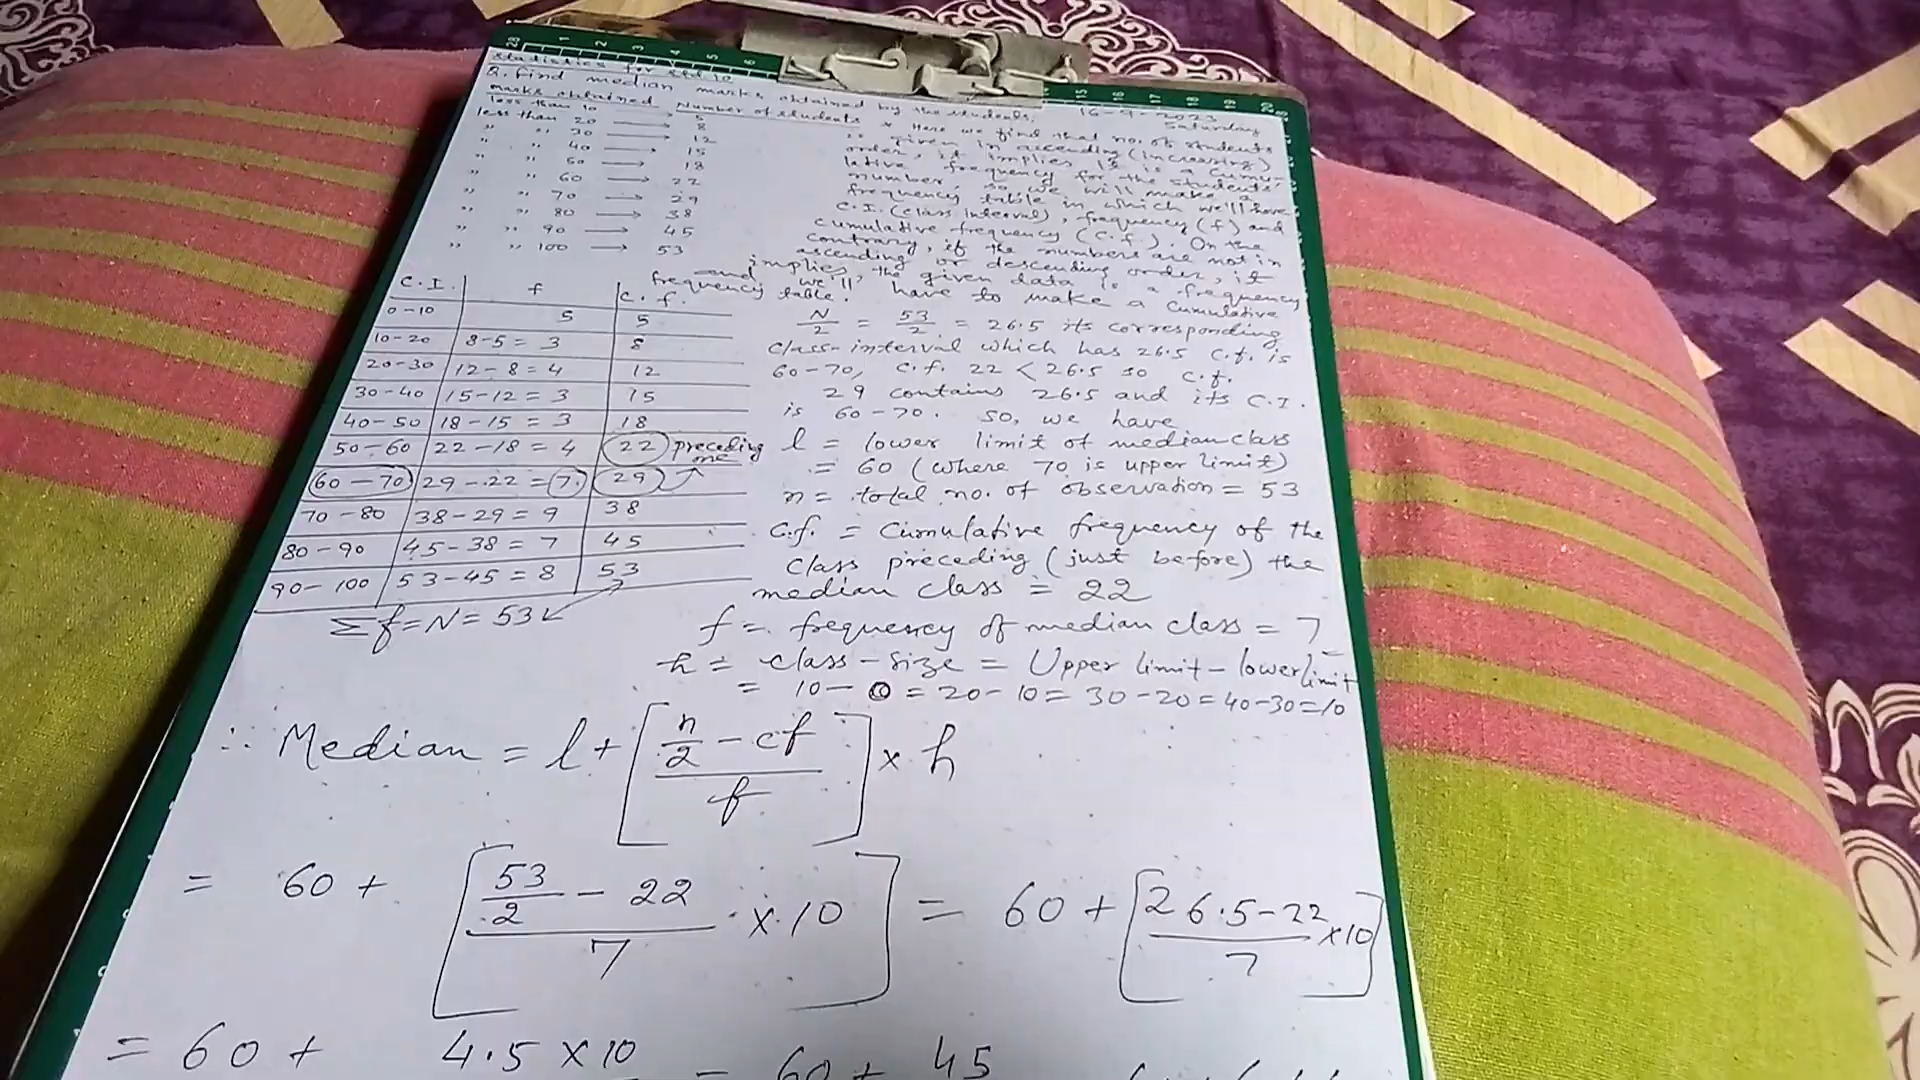 Statistics for std 10
Q. Find median marks obtained by the students. 16-9-2023
Saturday
Marks obtained Number of students
less than 10 → 5
less than 20 → 8
" " 30 → 12
" " 40 → 15
" " 50 → 18
" " 60 → 22
" " 70 → 29
" " 80 → 38
" " 90 → 45
" " 100 → 53
* Here we find that no. of students
is given in ascending (increasing)
order, it implies it is a cumu-
lative frequency for the students'
number, so we will make a
frequency table in which we'll have
C.I. (class interval), frequency (f) and
cumulative frequency (c.f.). On the
contrary, if the numbers are not in
ascending or descending order, it
implies, the given data is a frequency
and we'll have to make a cumulative
frequency table.
C.I. f c.f.
0-10 5 5
10-20 8-5 = 3 8
20-30 12-8 = 4 12
30-40 15-12 = 3 15
40-50 18-15 = 3 18
50-60 22-18 = 4 22 preceding one
60-70 29-22 = 7 29
70-80 38-29 = 9 38
80-90 45-38 = 7 45
90-100 53-45 = 8 53
Σf = N = 53
N/2 = 53/2 = 26.5 its corresponding
class-interval which has 26.5 c.f. is
60-70, c.f. 22 < 26.5 so c.f.
29 contains 26.5 and its C.I.
is 60-70. So, we have
l = lower limit of median class
= 60 (where 70 is upper limit)
n = total no. of observation = 53
c.f. = Cumulative frequency of the
class preceding (just before) the
median class = 22
f = frequency of median class = 7
h = class-size = Upper limit - lower limit
= 10 - 0 = 20-10 = 30-20 = 40-30 = 10
∴ Median = l + [ (n/2 - cf) / f ] × h
= 60 + [ (53/2 - 22) / 7 × 10 ] = 60 + [ (26.5-22) / 7 ×10 ]
= 60 + 4.5 × 10 = 60 + 45